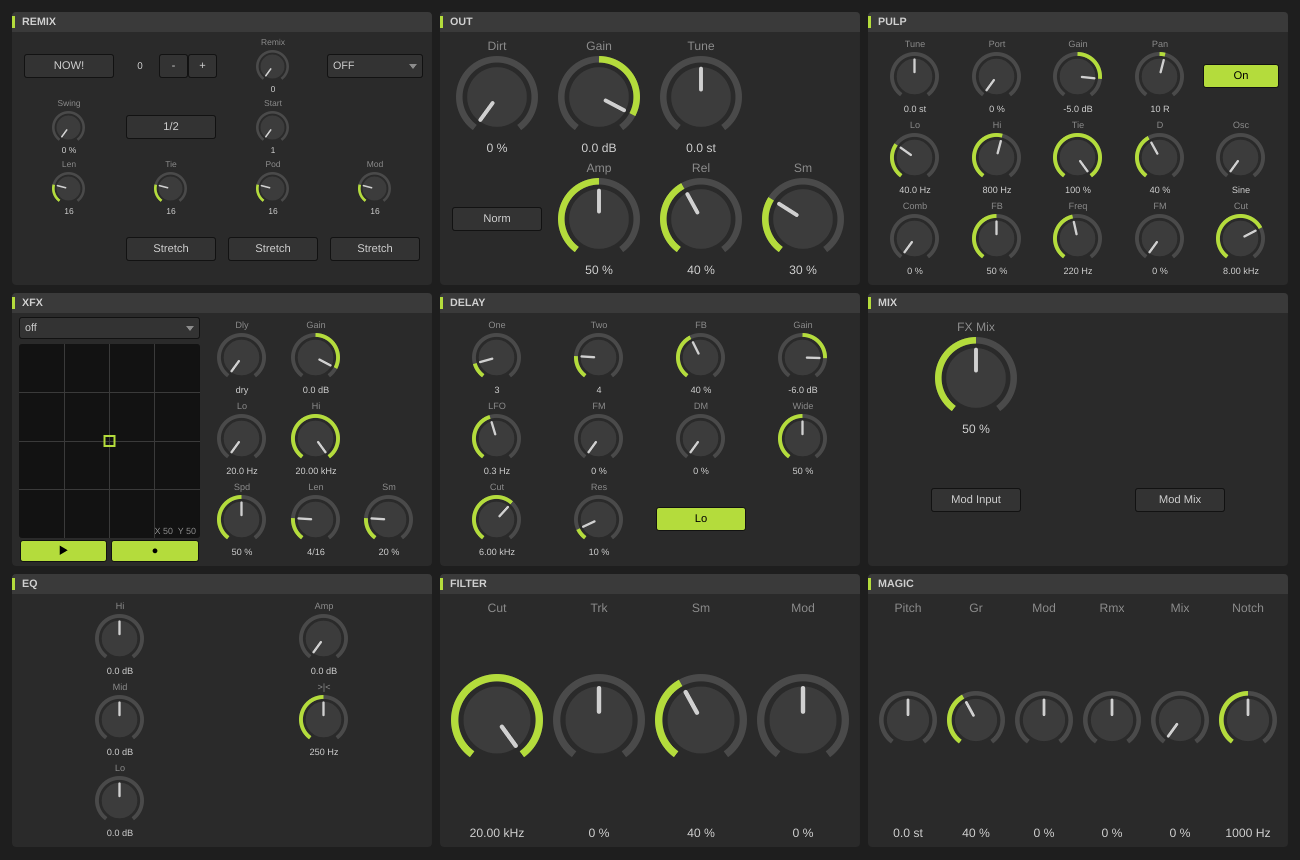 REMIX
Remix
NOW! 0 - + OFF
0
Swing Start
1/2
0 % 1
Len Tie Pod Mod
16 16 16 16
Stretch Stretch Stretch
OUT
Dirt Gain Tune
0 % 0.0 dB 0.0 st
Amp Rel Sm
Norm
50 % 40 % 30 %
PULP
Tune Port Gain Pan
On
0.0 st 0 % -5.0 dB 10 R
Lo Hi Tie D Osc
40.0 Hz 800 Hz 100 % 40 % Sine
Comb FB Freq FM Cut
0 % 50 % 220 Hz 0 % 8.00 kHz
XFX
off
Dly Gain
dry 0.0 dB
Lo Hi
20.0 Hz 20.00 kHz
Spd Len Sm
X 50 Y 50
50 % 4/16 20 %
DELAY
One Two FB Gain
3 4 40 % -6.0 dB
LFO FM DM Wide
0.3 Hz 0 % 0 % 50 %
Cut Res
Lo
6.00 kHz 10 %
MIX
FX Mix
50 %
Mod Input Mod Mix
EQ
Hi Amp
0.0 dB 0.0 dB
Mid >|<
0.0 dB 250 Hz
Lo
0.0 dB
FILTER
Cut Trk Sm Mod
20.00 kHz 0 % 40 % 0 %
MAGIC
Pitch Gr Mod Rmx Mix Notch
0.0 st 40 % 0 % 0 % 0 % 1000 Hz